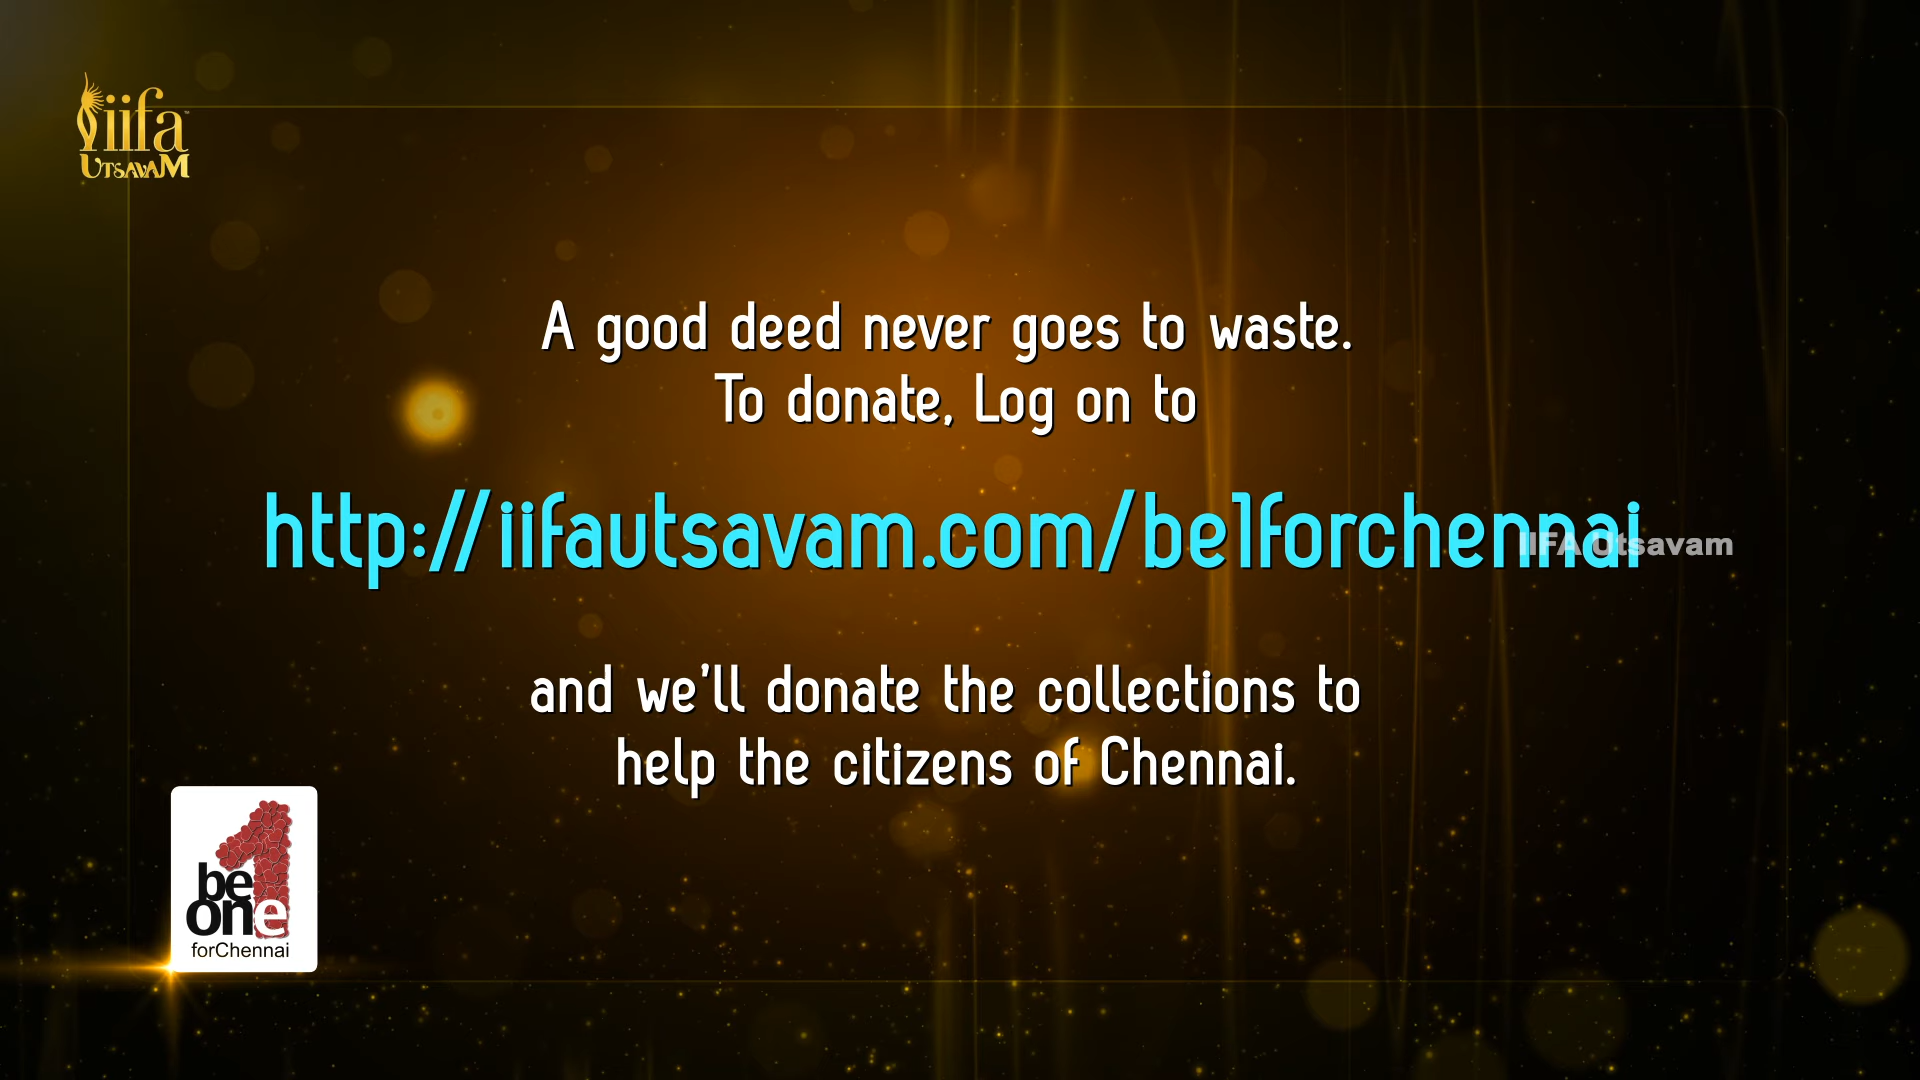 iifa
UTSAVAM
A good deed never goes to waste.
To donate, Log on to
http://iifautsavam.com/be1forchennai
IIFA Utsavam
and we'll donate the collections to
help the citizens of Chennai.
be 1
one
forChennai